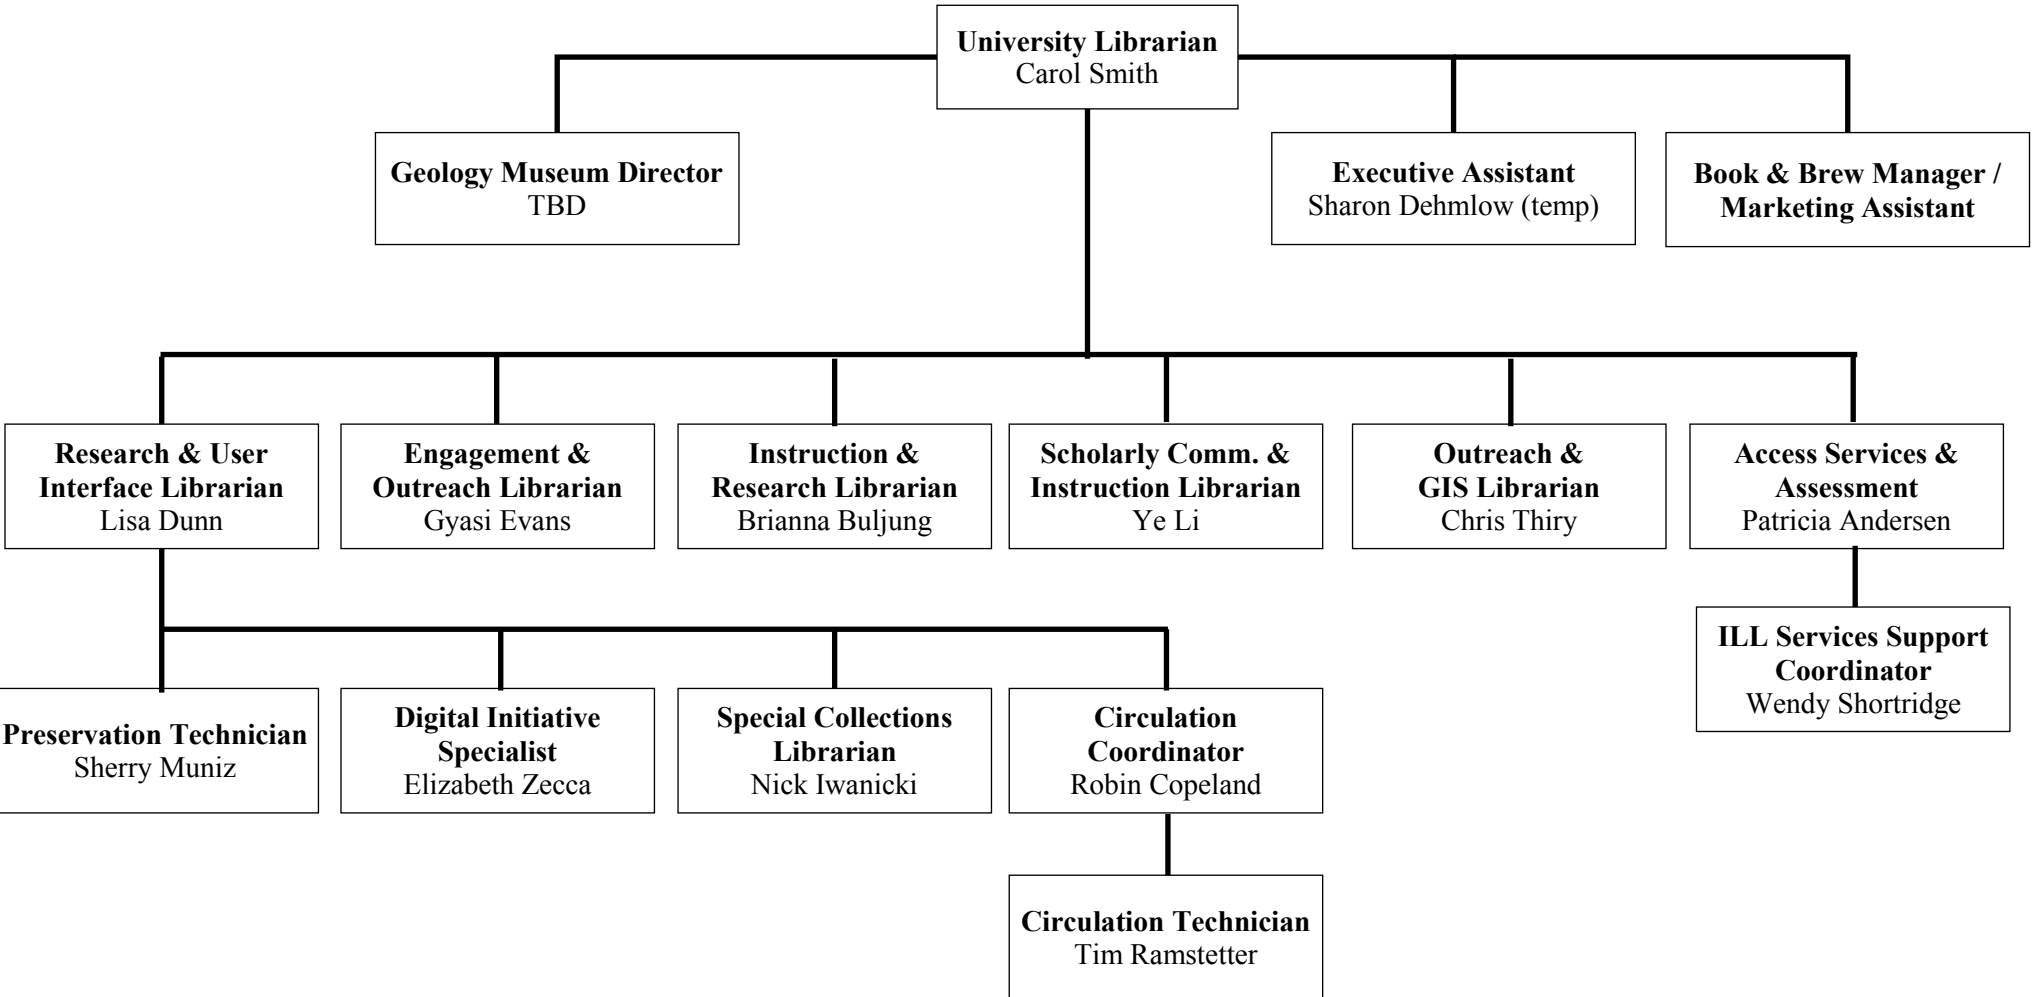 University Librarian
Carol Smith
Geology Museum Director
TBD
Executive Assistant
Sharon Dehmlow (temp)
Book & Brew Manager /
Marketing Assistant
Research & User
Interface Librarian
Lisa Dunn
Engagement &
Outreach Librarian
Gyasi Evans
Instruction &
Research Librarian
Brianna Buljung
Scholarly Comm. &
Instruction Librarian
Ye Li
Outreach &
GIS Librarian
Chris Thiry
Access Services &
Assessment
Patricia Andersen
ILL Services Support
Coordinator
Wendy Shortridge
Preservation Technician
Sherry Muniz
Digital Initiative
Specialist
Elizabeth Zecca
Special Collections
Librarian
Nick Iwanicki
Circulation
Coordinator
Robin Copeland
Circulation Technician
Tim Ramstetter